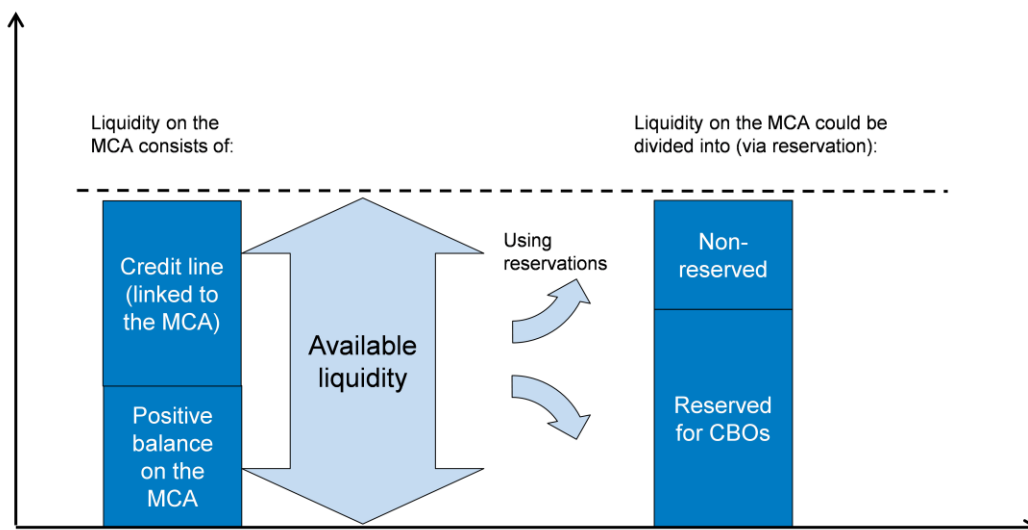 Liquidity on the
MCA consists of:
Liquidity on the MCA could be
divided into (via reservation):
Credit line
(linked to
the MCA)
Positive
balance
on the
MCA
Available
liquidity
Using
reservations
Non-
reserved
Reserved
for CBOs